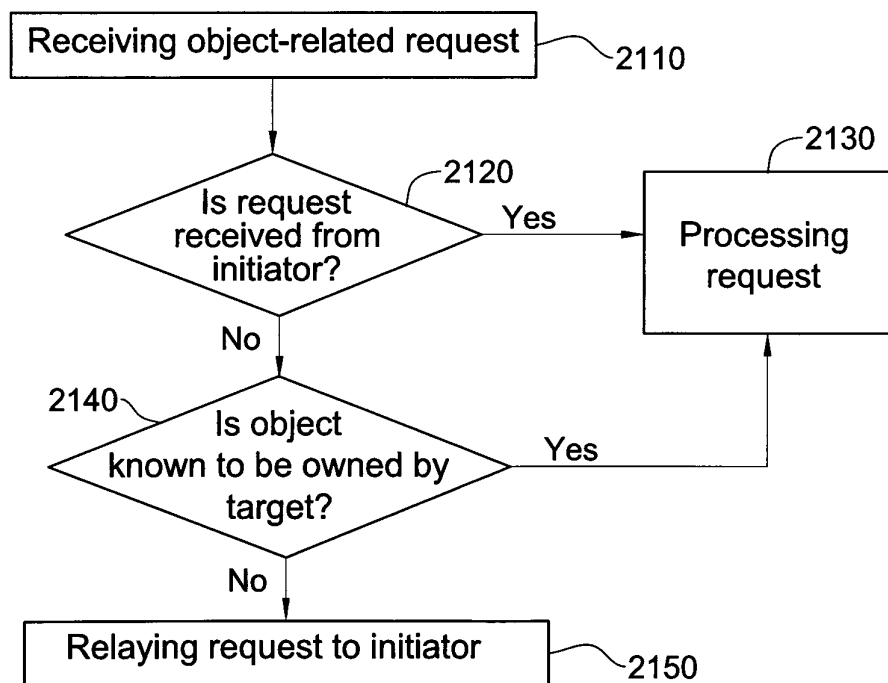 Receiving object-related request
2110
2120
Is request
received from
initiator?
Yes
2130
Processing
request
No
2140
Is object
known to be owned by
target?
Yes
No
Relaying request to initiator
2150